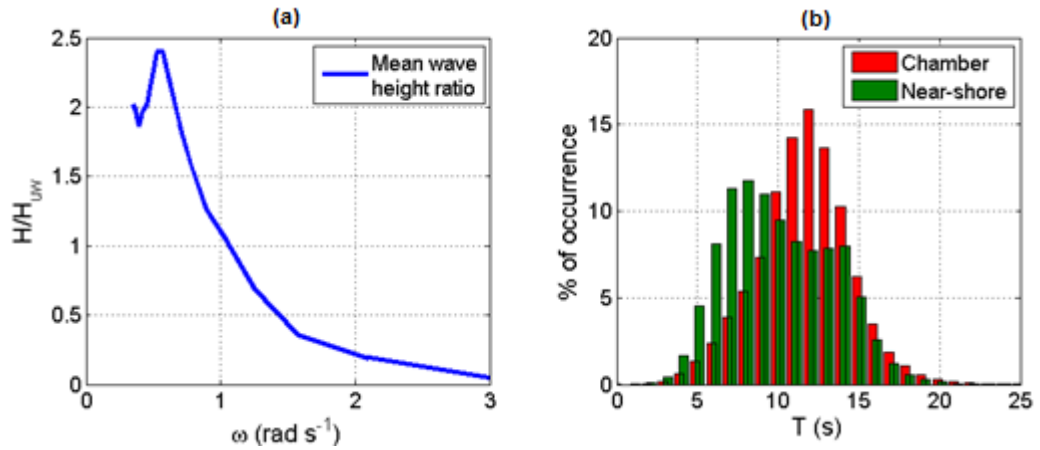 (a)
2.5
2
1.5
1
0.5
0
H/H_UW
Mean wave
height ratio
0
1
2
3
ω (rad s⁻¹)
(b)
20
15
10
5
0
% of occurrence
Chamber
Near-shore
0
5
10
15
20
25
T (s)